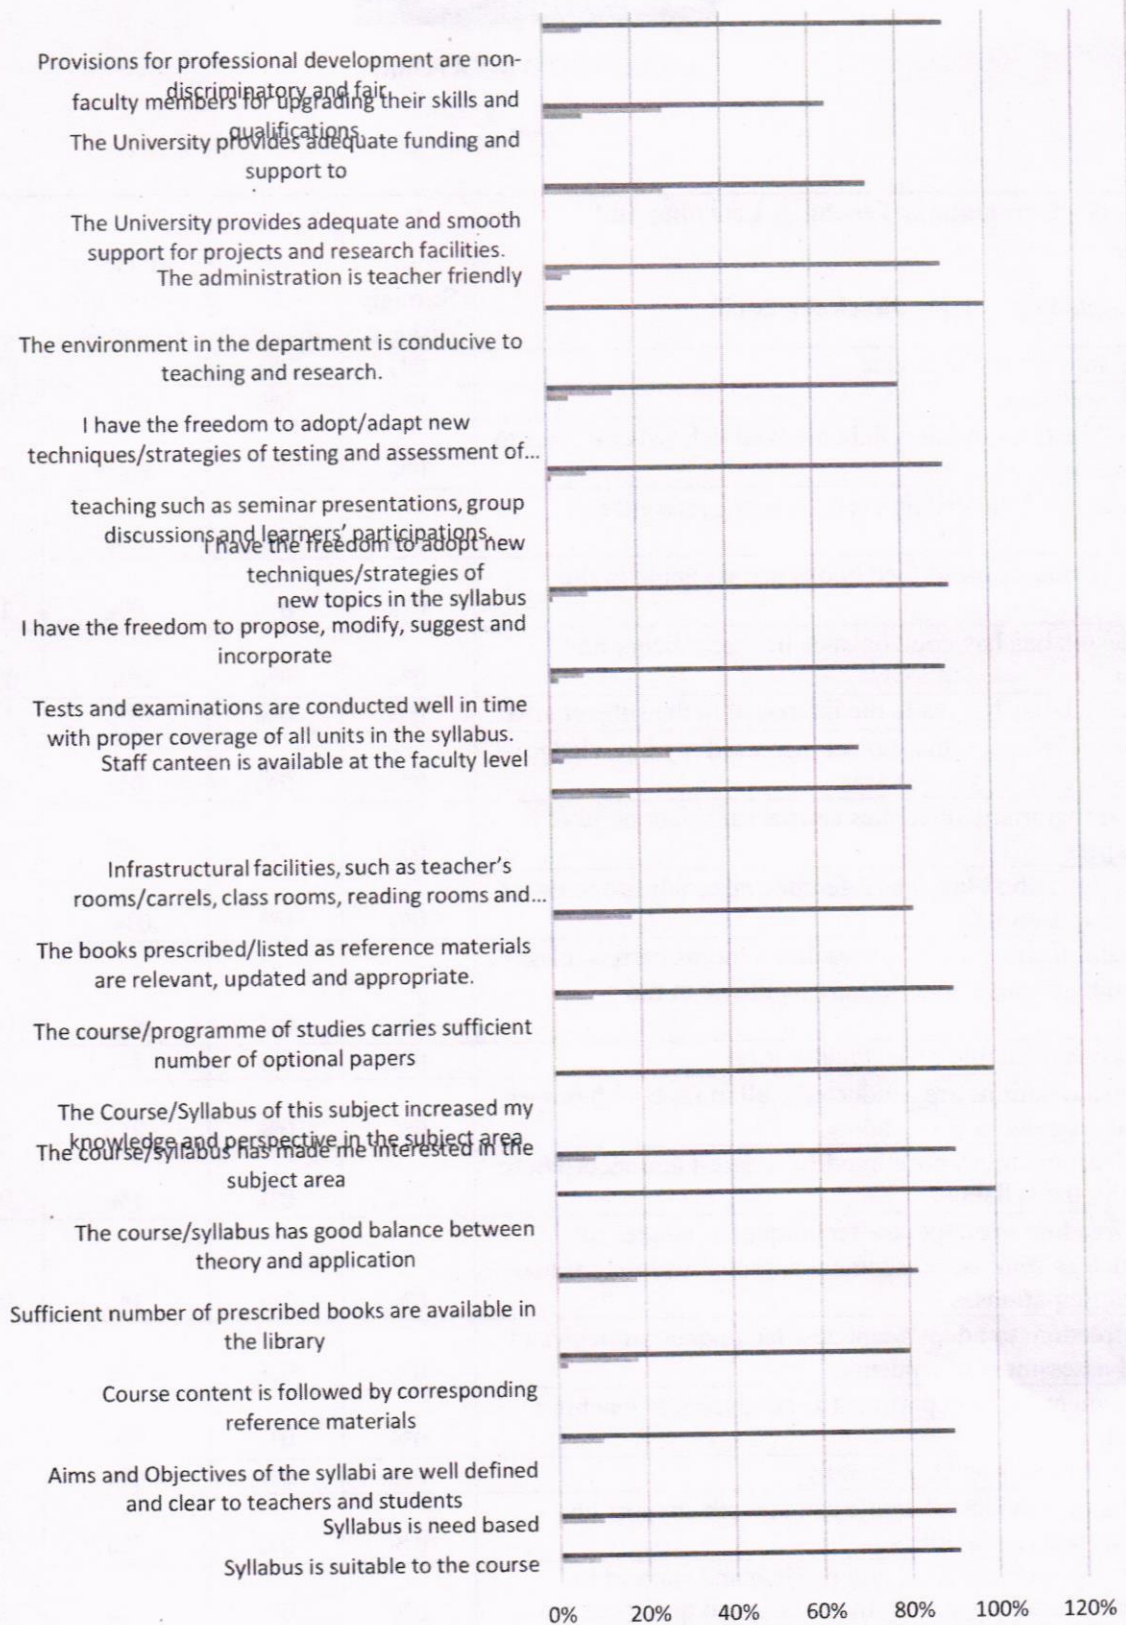 Provisions for professional development are non-
discriminatory and fair.
faculty members for upgrading their skills and
qualifications.
The University provides adequate funding and
support to
The University provides adequate and smooth
support for projects and research facilities.
The administration is teacher friendly
The environment in the department is conducive to
teaching and research.
I have the freedom to adopt/adapt new
techniques/strategies of testing and assessment of...
teaching such as seminar presentations, group
discussions and learners' participations.
I have the freedom to adopt new
techniques/strategies of
new topics in the syllabus
I have the freedom to propose, modify, suggest and
incorporate
Tests and examinations are conducted well in time
with proper coverage of all units in the syllabus.
Staff canteen is available at the faculty level
Infrastructural facilities, such as teacher's
rooms/carrels, class rooms, reading rooms and...
The books prescribed/listed as reference materials
are relevant, updated and appropriate.
The course/programme of studies carries sufficient
number of optional papers
The Course/Syllabus of this subject increased my
knowledge and perspective in the subject area
The course/syllabus has made me interested in the
subject area
The course/syllabus has good balance between
theory and application
Sufficient number of prescribed books are available in
the library
Course content is followed by corresponding
reference materials
Aims and Objectives of the syllabi are well defined
and clear to teachers and students
Syllabus is need based
Syllabus is suitable to the course
0% 20% 40% 60% 80% 100% 120%